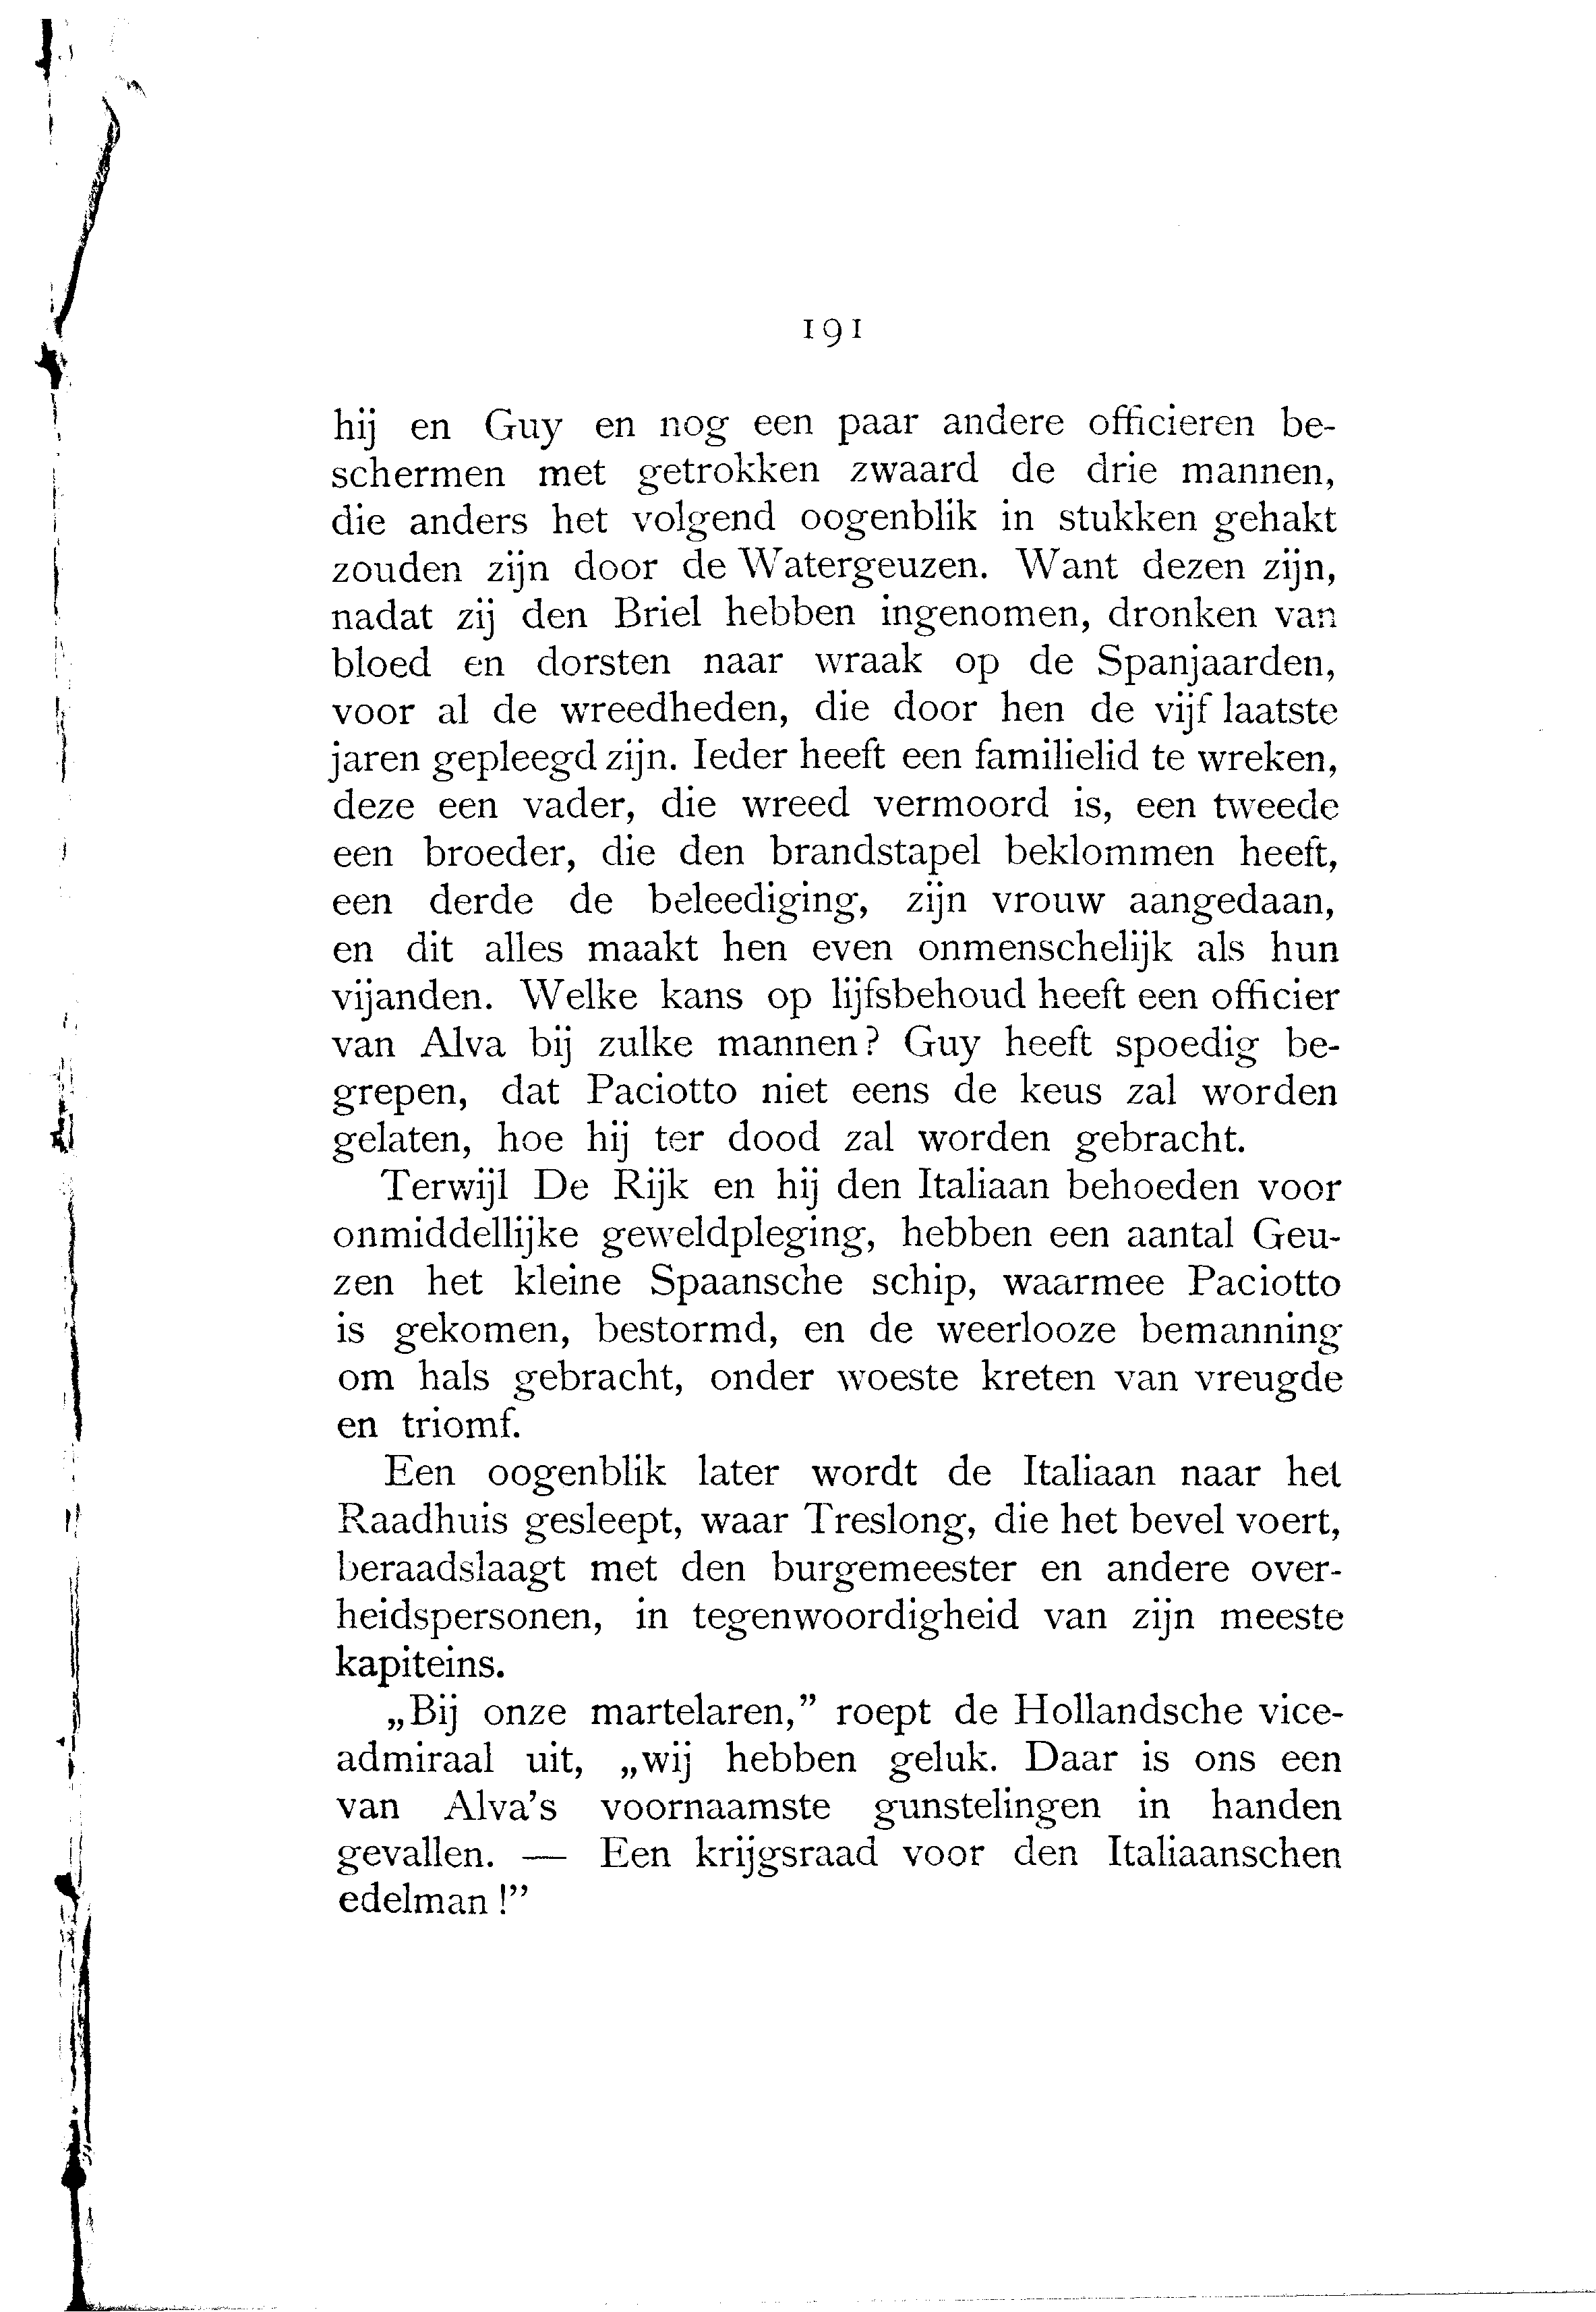 191
hij en Guy en nog een paar andere officieren be-
schermen met getrokken zwaard de drie mannen,
die anders het volgend oogenblik in stukken gehakt
zouden zijn door de Watergeuzen. Want dezen zijn,
nadat zij den Briel hebben ingenomen, dronken van
bloed en dorsten naar wraak op de Spanjaarden,
voor al de wreedheden, die door hen de vijf laatste
jaren gepleegd zijn. Ieder heeft een familielid te wreken,
deze een vader, die wreed vermoord is, een tweede
een broeder, die den brandstapel beklommen heeft,
een derde de beleediging, zijn vrouw aangedaan,
en dit alles maakt hen even onmenschelijk als hun
vijanden. Welke kans op lijfsbehoud heeft een officier
van Alva bij zulke mannen? Guy heeft spoedig be-
grepen, dat Paciotto niet eens de keus zal worden
gelaten, hoe hij ter dood zal worden gebracht.
Terwijl De Rijk en hij den Italiaan behoeden voor
onmiddellijke geweldpleging, hebben een aantal Geu-
zen het kleine Spaansche schip, waarmee Paciotto
is gekomen, bestormd, en de weerlooze bemanning
om hals gebracht, onder woeste kreten van vreugde
en triomf.
Een oogenblik later wordt de Italiaan naar het
Raadhuis gesleept, waar Treslong, die het bevel voert,
beraadslaagt met den burgemeester en andere over-
heidspersonen, in tegenwoordigheid van zijn meeste
kapiteins.
„Bij onze martelaren,” roept de Hollandsche vice-
admiraal uit, „wij hebben geluk. Daar is ons een
van Alva's voornaamste gunstelingen in handen
gevallen. — Een krijgsraad voor den Italiaanschen
edelman!”